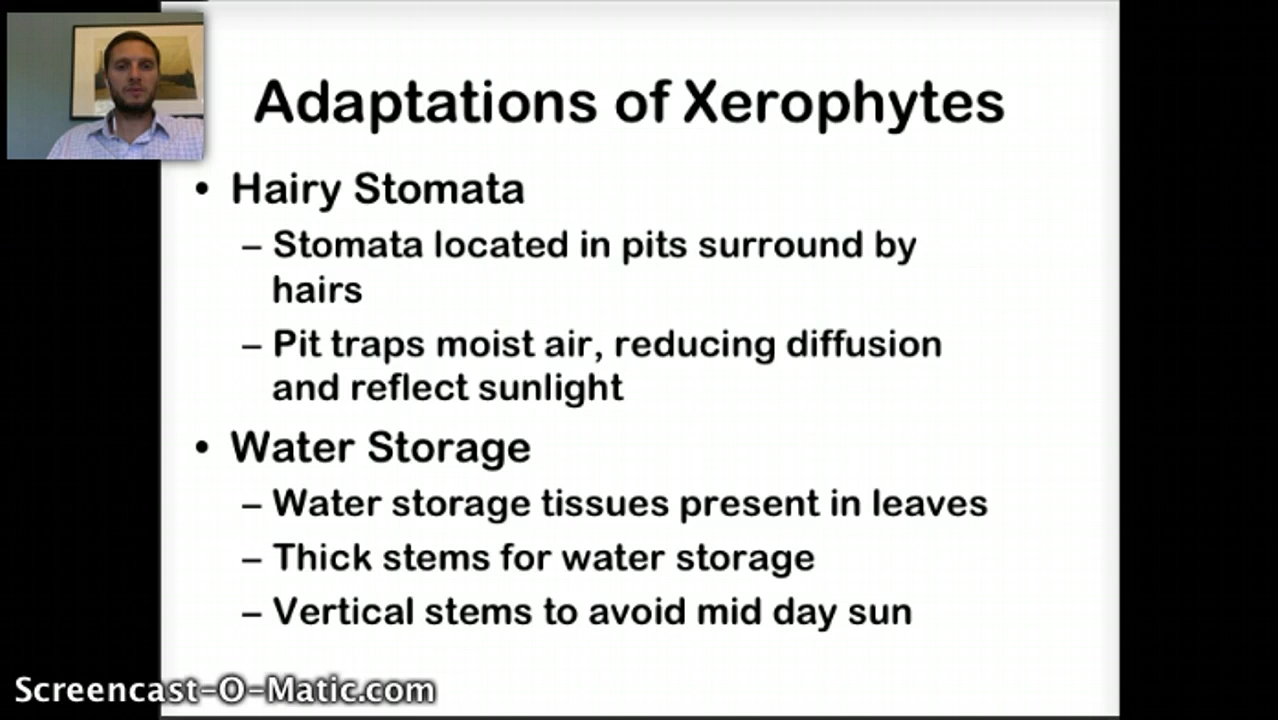 Adaptations of Xerophytes
• Hairy Stomata
– Stomata located in pits surround by
hairs
– Pit traps moist air, reducing diffusion
and reflect sunlight
• Water Storage
– Water storage tissues present in leaves
– Thick stems for water storage
– Vertical stems to avoid mid day sun
Screencast-O-Matic.com